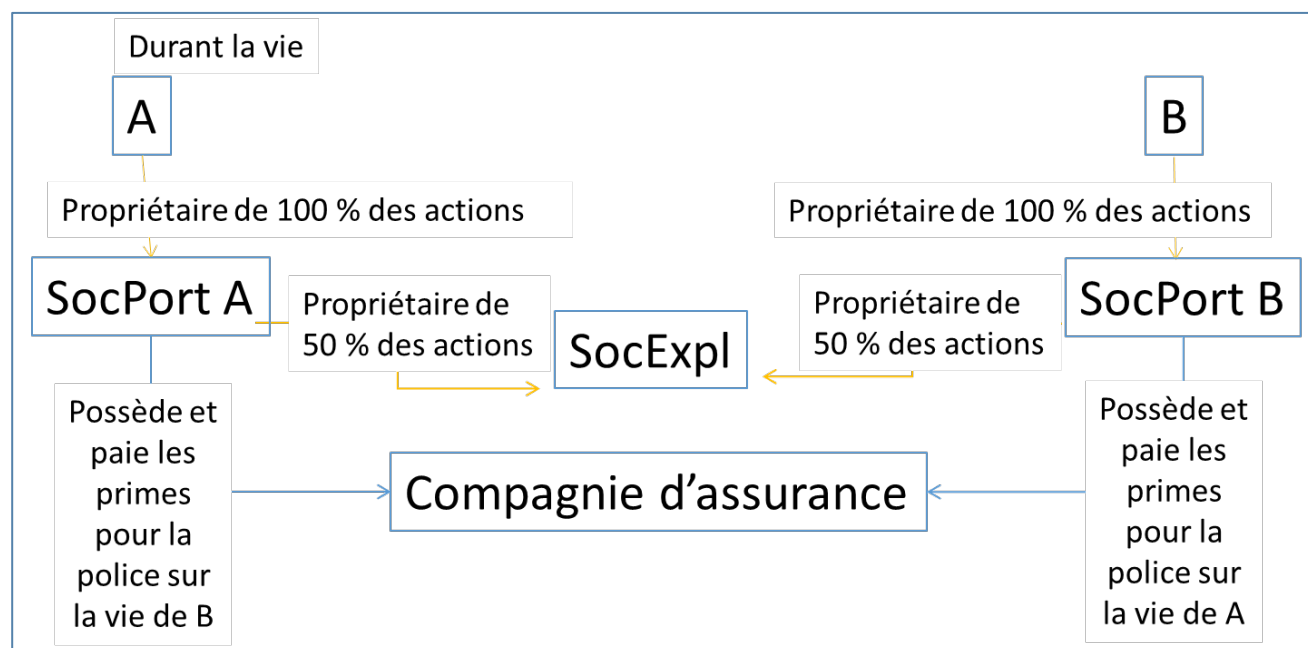 Durant la vie
A
B
Propriétaire de 100 % des actions
Propriétaire de 100 % des actions
SocPort A
Propriétaire de
50 % des actions
SocExpl
Propriétaire de
50 % des actions
SocPort B
Possède et
paie les
primes
pour la
police sur
la vie de B
Compagnie d’assurance
Possède et
paie les
primes
pour la
police sur
la vie de A